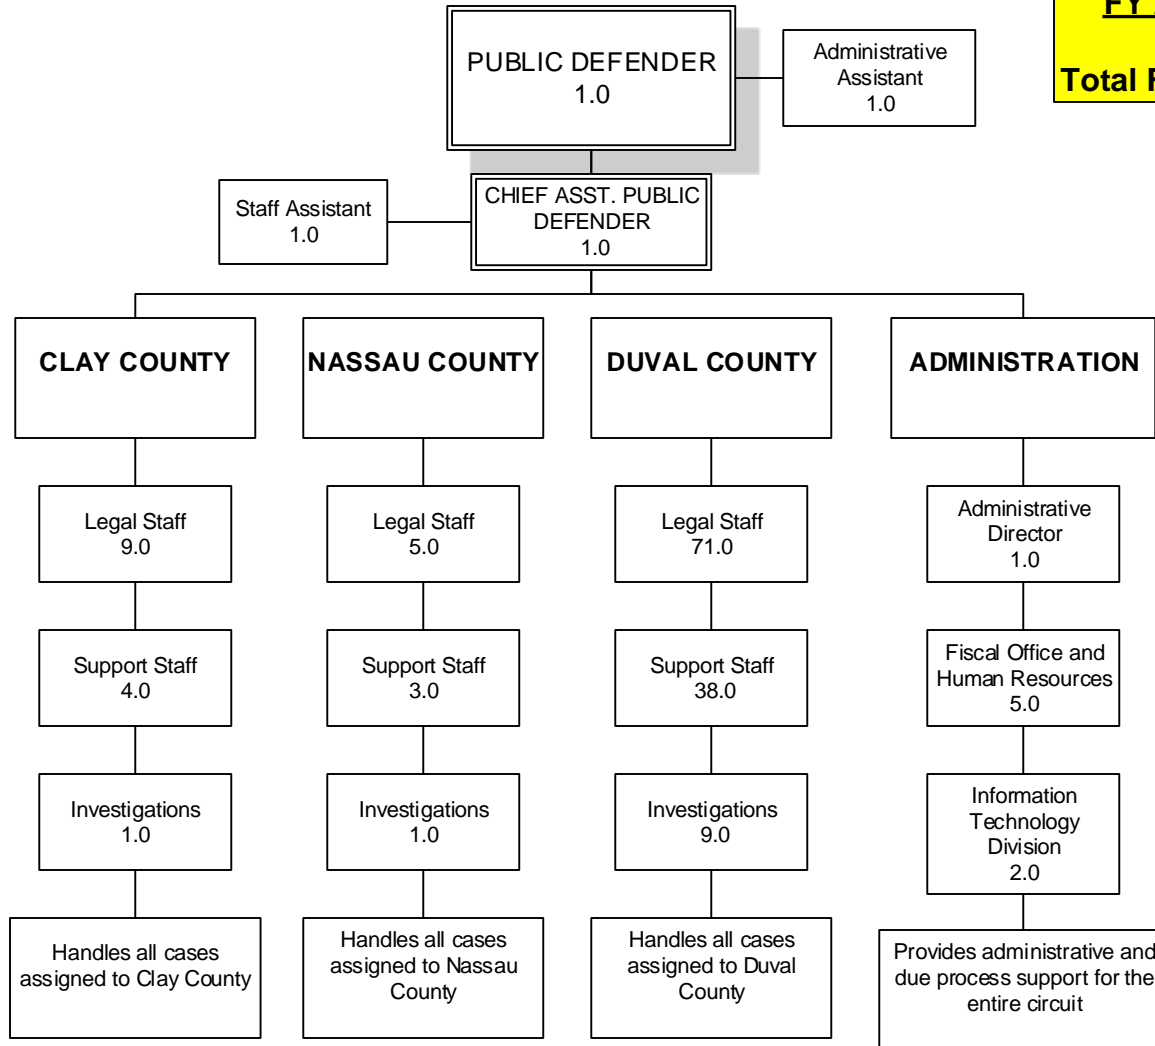 FY
Total
PUBLIC DEFENDER
1.0
Administrative
Assistant
1.0
Staff Assistant
1.0
CHIEF ASST. PUBLIC
DEFENDER
1.0
CLAY COUNTY
NASSAU COUNTY
DUVAL COUNTY
ADMINISTRATION
Legal Staff
9.0
Legal Staff
5.0
Legal Staff
71.0
Administrative
Director
1.0
Support Staff
4.0
Support Staff
3.0
Support Staff
38.0
Fiscal Office and
Human Resources
5.0
Investigations
1.0
Investigations
1.0
Investigations
9.0
Information
Technology
Division
2.0
Handles all cases
assigned to Clay County
Handles all cases
assigned to Nassau
County
Handles all cases
assigned to Duval
County
Provides administrative and
due process support for the
entire circuit